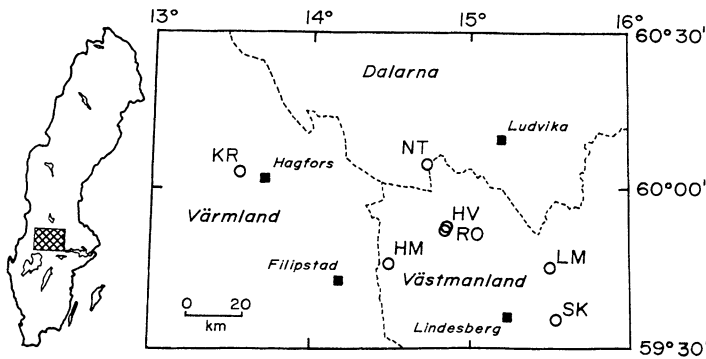 13° 14° 15° 16°
60°30'
Dalarna
Ludvika
KR
Hagfors
NT
60°00'
Värmland
HV
RO
HM
LM
Filipstad
Västmanland
0 20
km
SK
Lindesberg
59°30'